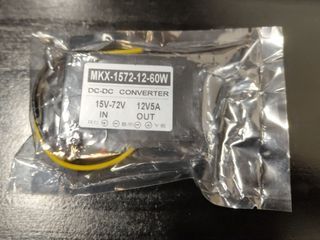 MKX-1572-12-60W
DC-DC CONVERTER
15V-72V 12V5A
IN OUT